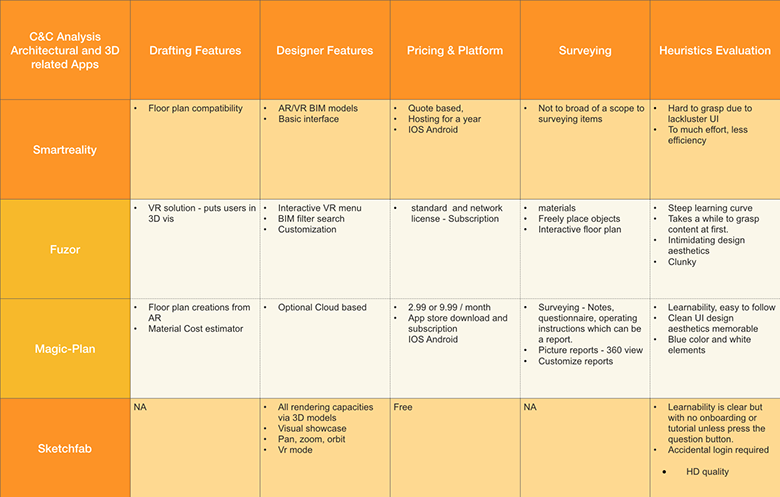 C&C Analysis
Architectural and 3D
related Apps
Drafting Features
Designer Features
Pricing & Platform
Surveying
Heuristics Evaluation
Smartreality
• Floor plan compatibility
• AR/VR BIM models
• Basic interface
• Quote based,
• Hosting for a year
• IOS Android
• Not to broad of a scope to
surveying items
• Hard to grasp due to
lackluster UI
• To much effort, less
efficiency
Fuzor
• VR solution - puts users in
3D vis
• Interactive VR menu
• BIM filter search
• Customization
• standard and network
license - Subscription
• materials
• Freely place objects
• Interactive floor plan
• Steep learning curve
• Takes a while to grasp
content at first.
• Intimidating design
aesthetics
• Clunky
Magic-Plan
• Floor plan creations from
AR
• Material Cost estimator
• Optional Cloud based
• 2.99 or 9.99 / month
• App store download and
subscription
IOS Android
• Surveying - Notes,
questionnaire, operating
instructions which can be
a report.
• Picture reports - 360 view
• Customize reports
• Learnability, easy to follow
• Clean UI design
aesthetics memorable
• Blue color and white
elements
Sketchfab
NA
• All rendering capacities
via 3D models
• Visual showcase
• Pan, zoom, orbit
• Vr mode
Free
NA
• Learnability is clear but
with no onboarding or
tutorial unless press the
question button.
• Accidental login required
• HD quality